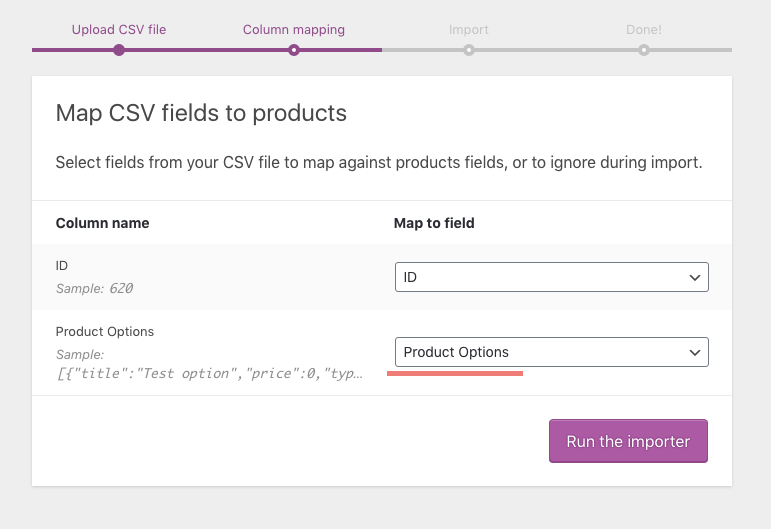 Upload CSV file
Column mapping
Import
Done!
Map CSV fields to products
Select fields from your CSV file to map against products fields, or to ignore during import.
Column name
Map to field
ID
Sample: 620
ID
Product Options
Sample:
[{"title":"Test option","price":0,"typ…
Product Options
Run the importer